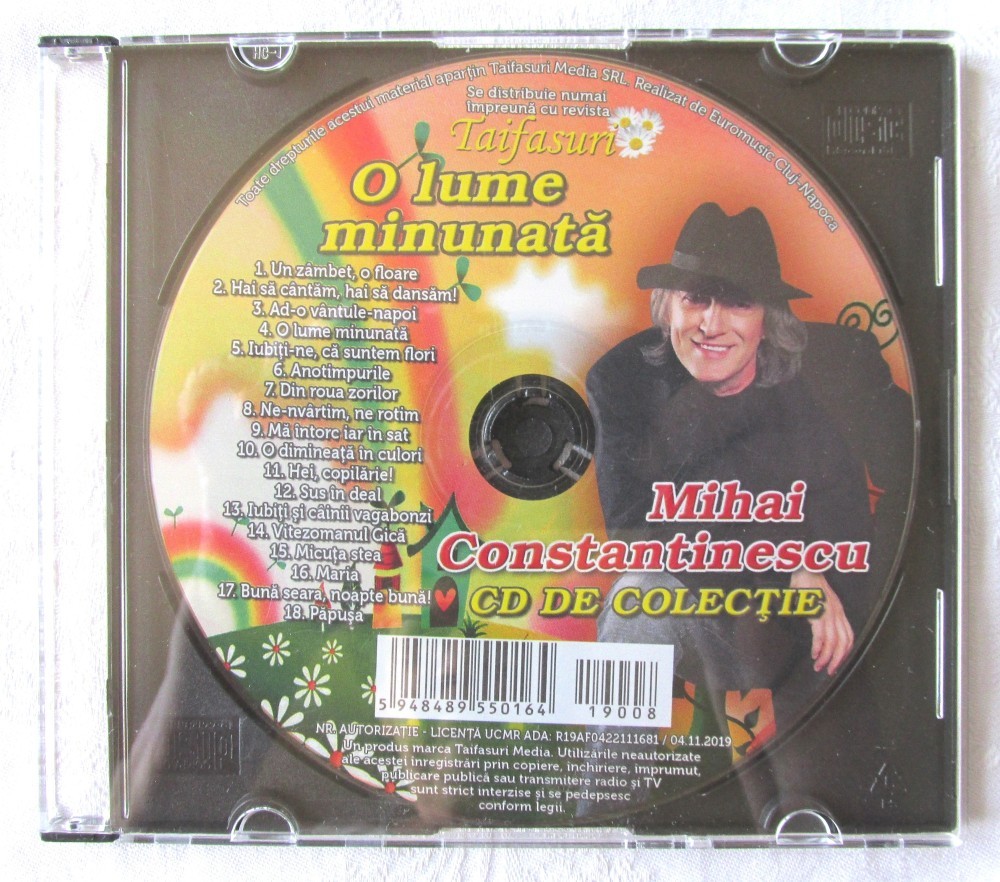 Toate drepturile acestui material aparțin Taifasuri Media SRL. Realizat de Euromusic Cluj-Napoca
Se distribuie numai
împreună cu revista
Taifasuri
O lume
minunată
1. Un zâmbet, o floare
2. Hai să cântăm, hai să dansăm!
3. Ad-o vântule-napoi
4. O lume minunată
5. Iubiți-ne, că suntem flori
6. Anotimpurile
7. Din roua zorilor
8. Ne-nvârtim, ne rotim
9. Mă întorc iar în sat
10. O dimineață în culori
11. Hei, copilărie!
12. Sus în deal
13. Iubiți și câinii vagabonzi
14. Vitezomanul Gică
15. Micuța stea
16. Maria
17. Bună seara, noapte bună!
18. Păpușa
Mihai
Constantinescu
CD DE COLECȚIE
5 948489 550164
19008
NR. AUTORIZAȚIE - LICENȚĂ UCMR ADA: R19AF0422111681 / 04.11.2019
Un produs marca Taifasuri Media. Utilizările neautorizate
ale acestei înregistrări prin copiere, închiriere, împrumut,
publicare publică sau transmitere radio și TV
sunt strict interzise și se pedepsesc
conform legii.